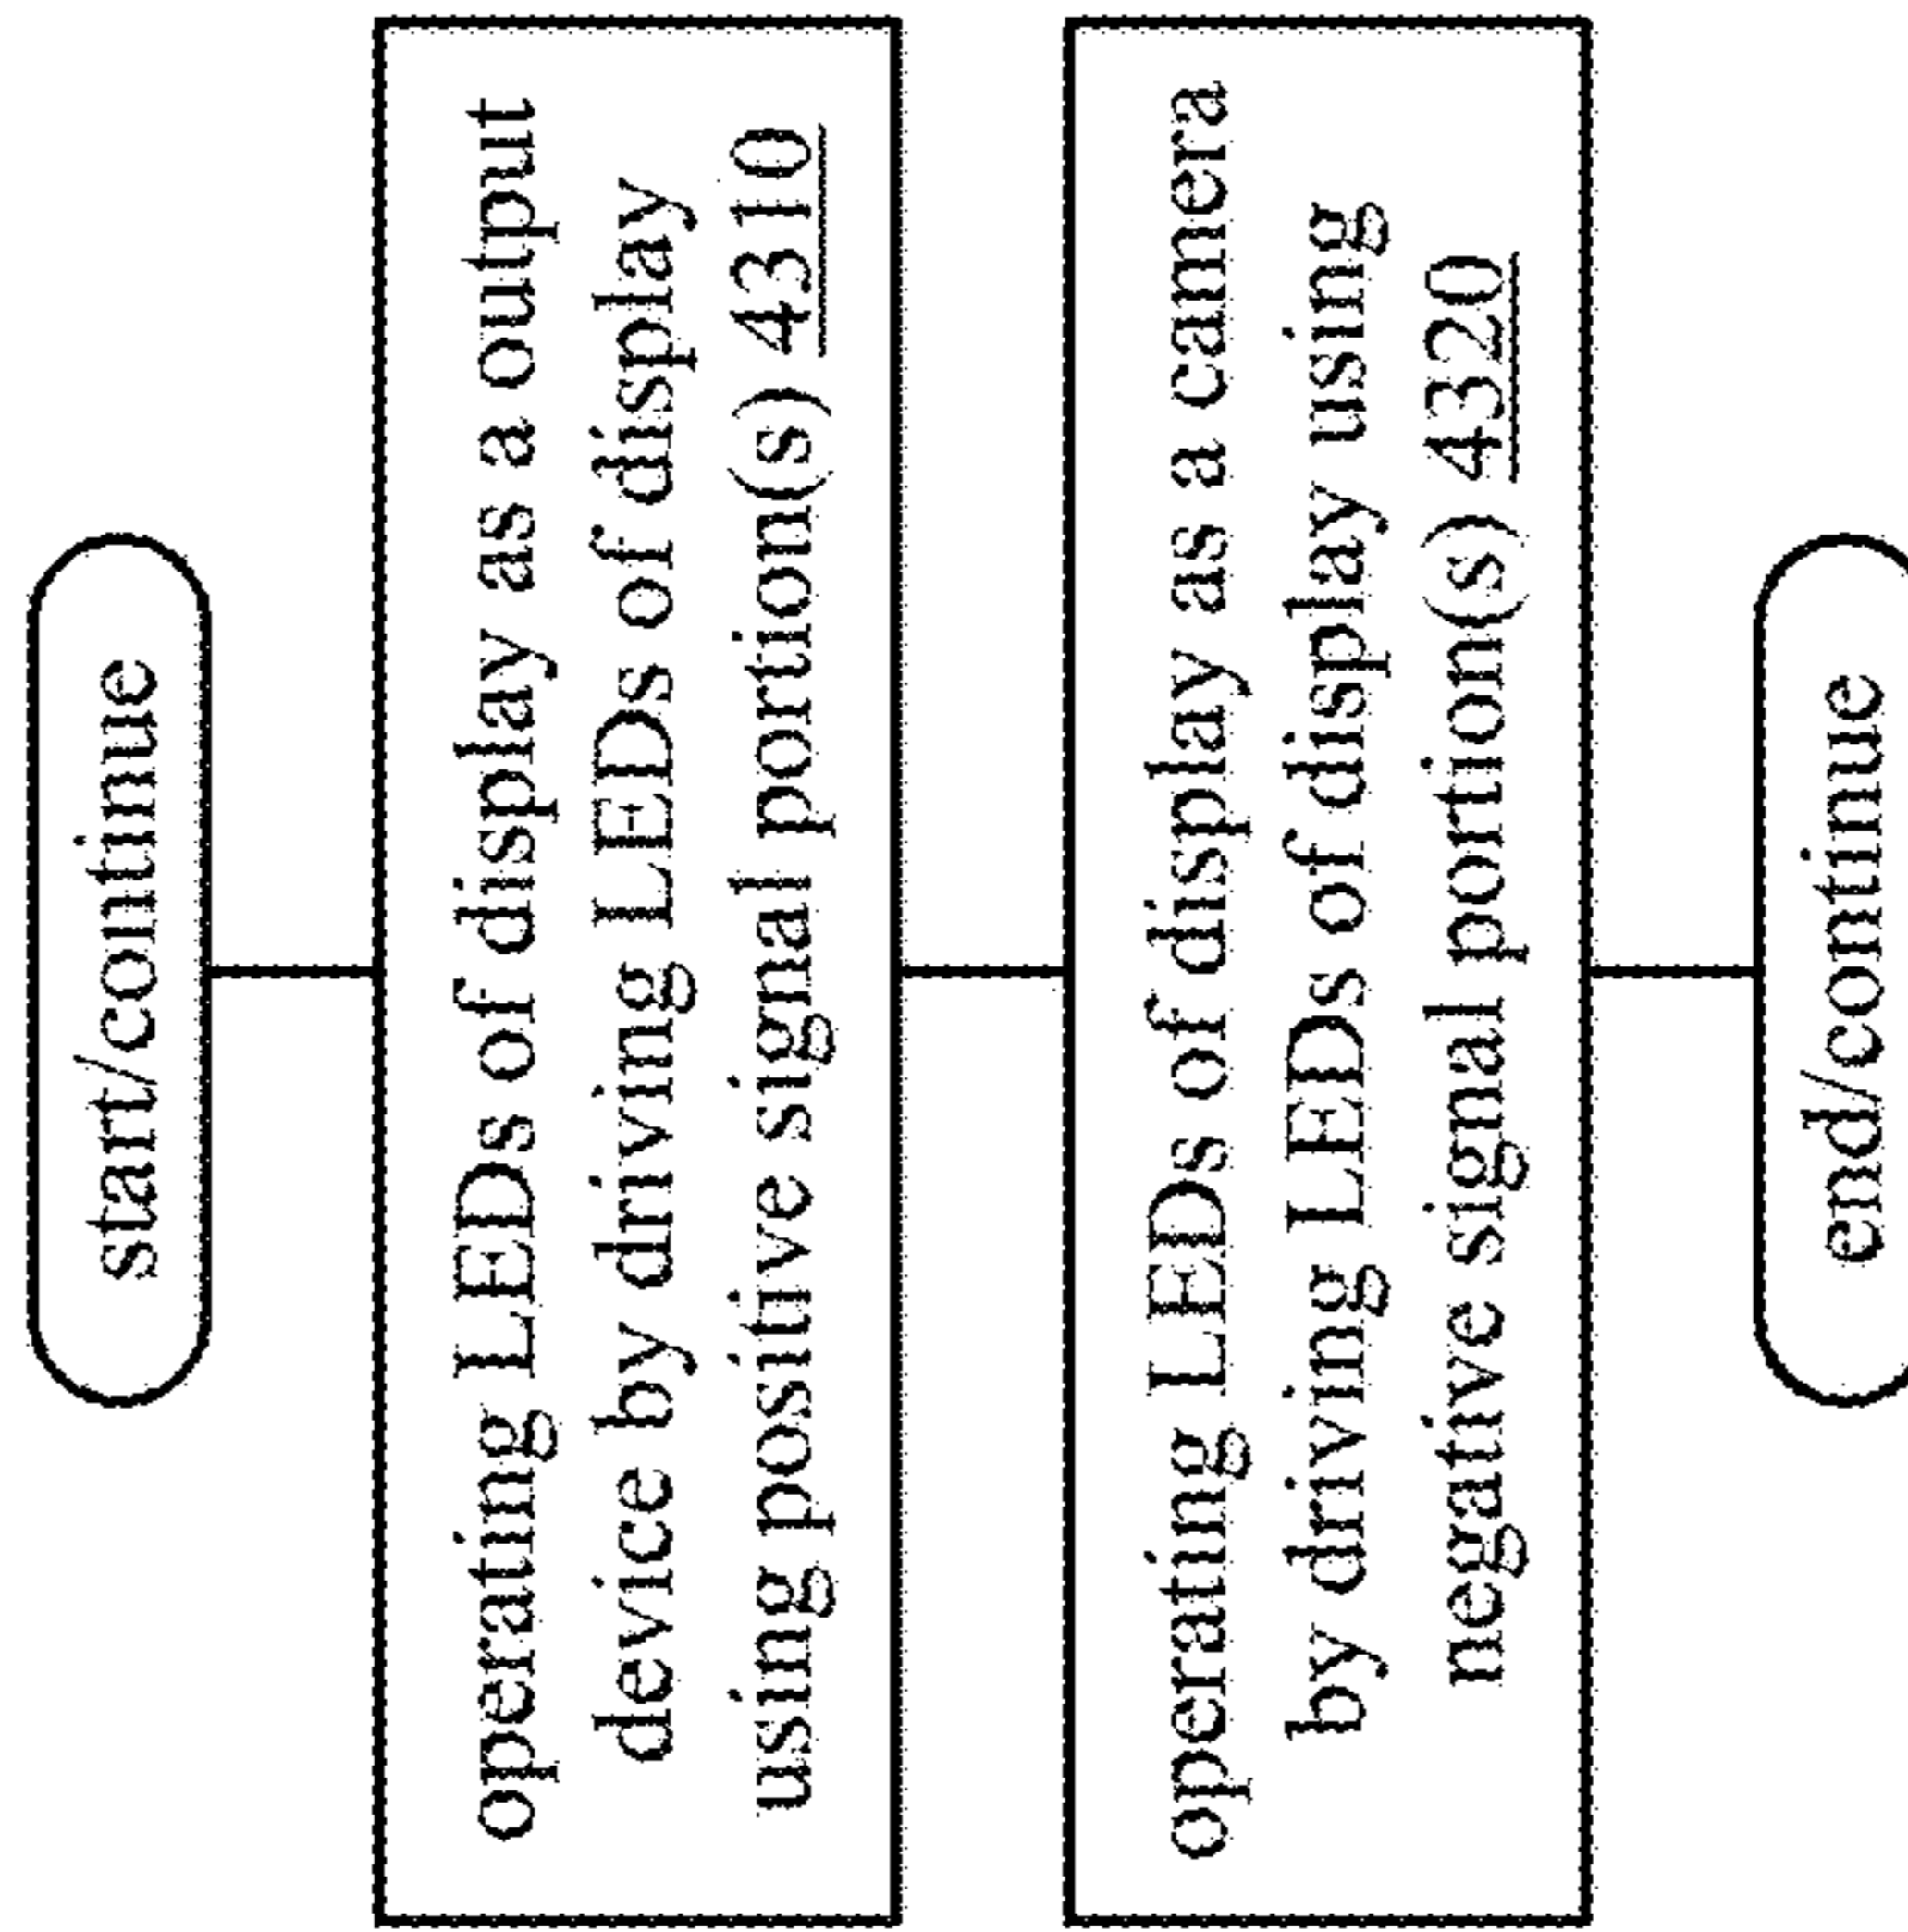 start/continue
operating LEDs of display as a output
device by driving LEDs of display
using positive signal portion(s) 4310
operating LEDs of display as a camera
by driving LEDs of display using
negative signal portion(s) 4320
end/continue